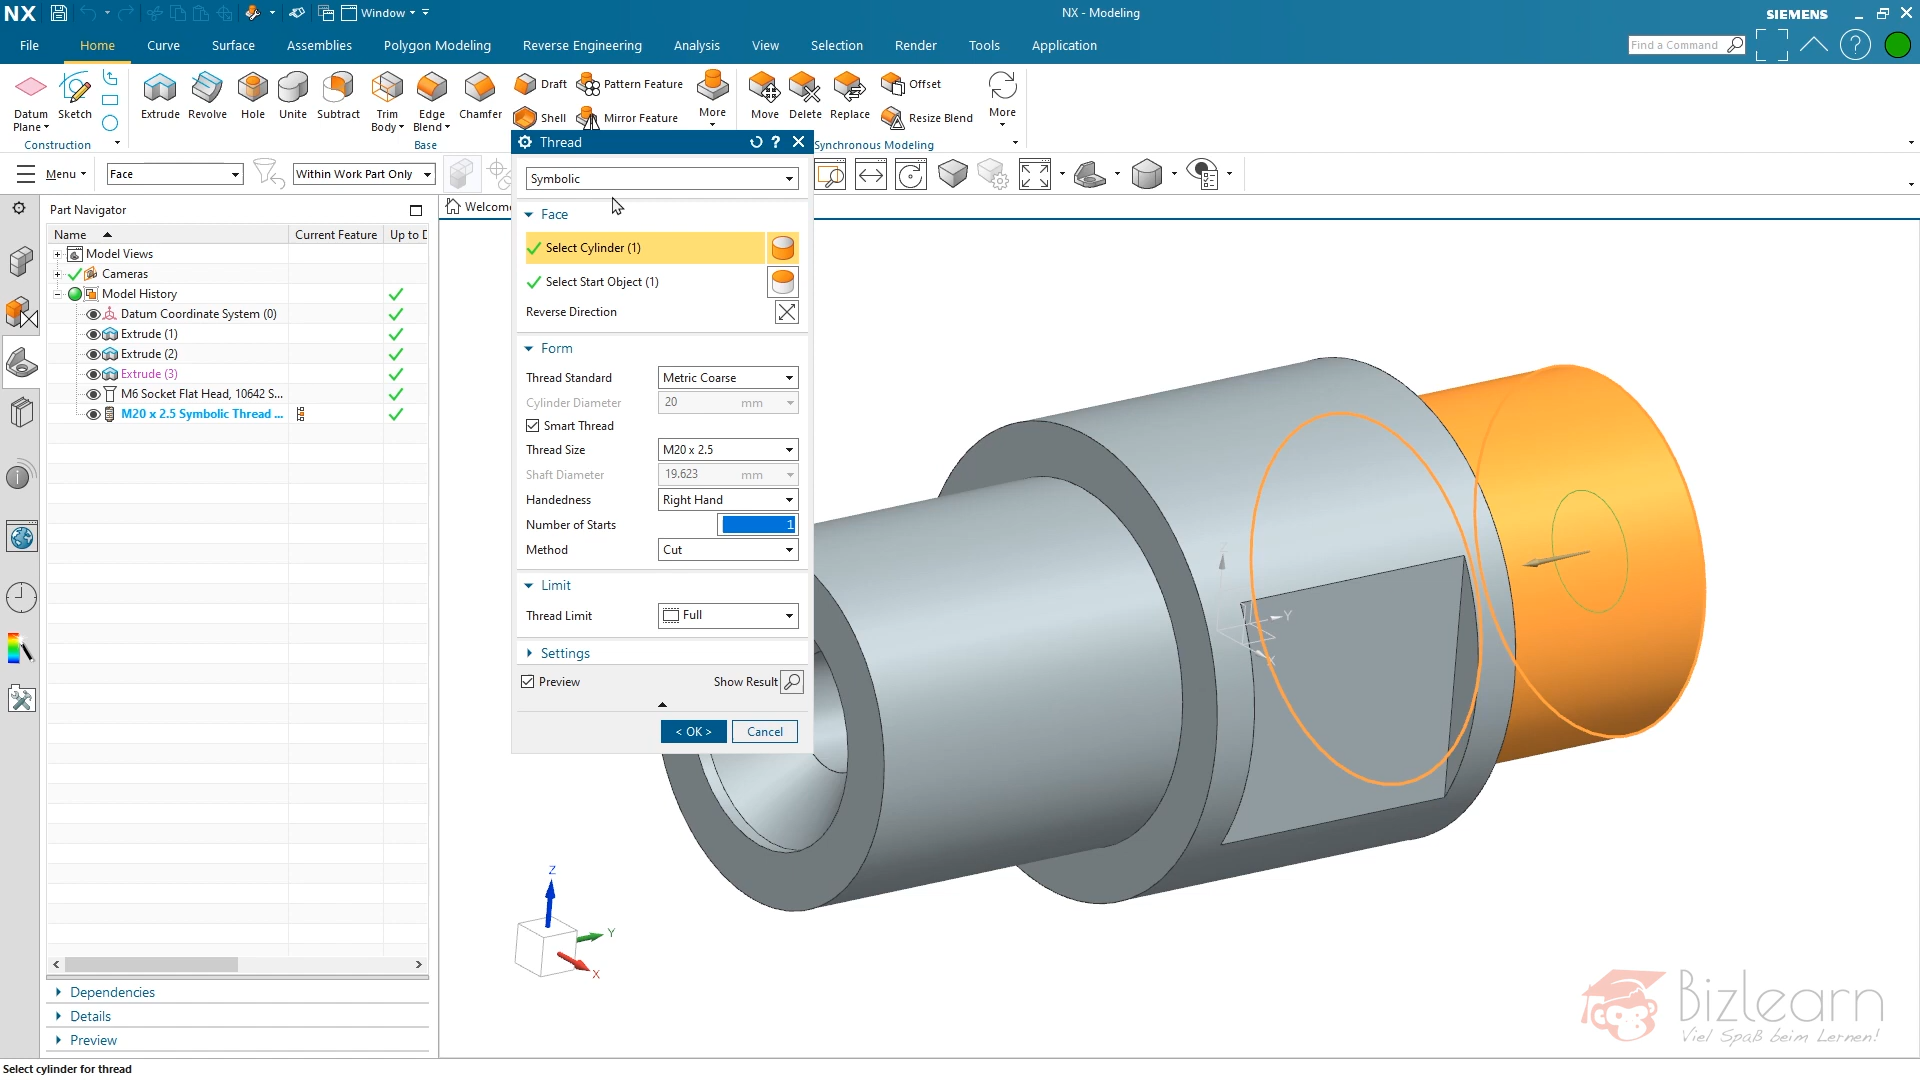 NX
Window
NX - Modeling
SIEMENS
File
Home
Curve
Surface
Assemblies
Polygon Modeling
Reverse Engineering
Analysis
View
Selection
Render
Tools
Application
Find a Command
Datum Plane
Sketch
Extrude
Revolve
Hole
Unite
Subtract
Trim Body
Edge Blend
Chamfer
Draft
Shell
Pattern Feature
Mirror Feature
More
Move
Delete
Replace
Offset
Resize Blend
More
Construction
Base
Synchronous Modeling
Menu
Face
Within Work Part Only
Part Navigator
Welcom
Name
Current Feature
Up to D
Model Views
Cameras
Model History
Datum Coordinate System (0)
Extrude (1)
Extrude (2)
Extrude (3)
M6 Socket Flat Head, 10642 S...
M20 x 2.5 Symbolic Thread ...
Dependencies
Details
Preview
Thread
Symbolic
Face
Select Cylinder (1)
Select Start Object (1)
Reverse Direction
Form
Thread Standard
Metric Coarse
Cylinder Diameter
20 mm
Smart Thread
Thread Size
M20 x 2.5
Shaft Diameter
19.623 mm
Handedness
Right Hand
Number of Starts
1
Method
Cut
Limit
Thread Limit
Full
Settings
Preview
Show Result
< OK >
Cancel
Z
Y
X
Z
Y
X
Bizlearn
Viel Spaß beim Lernen!
Select cylinder for thread